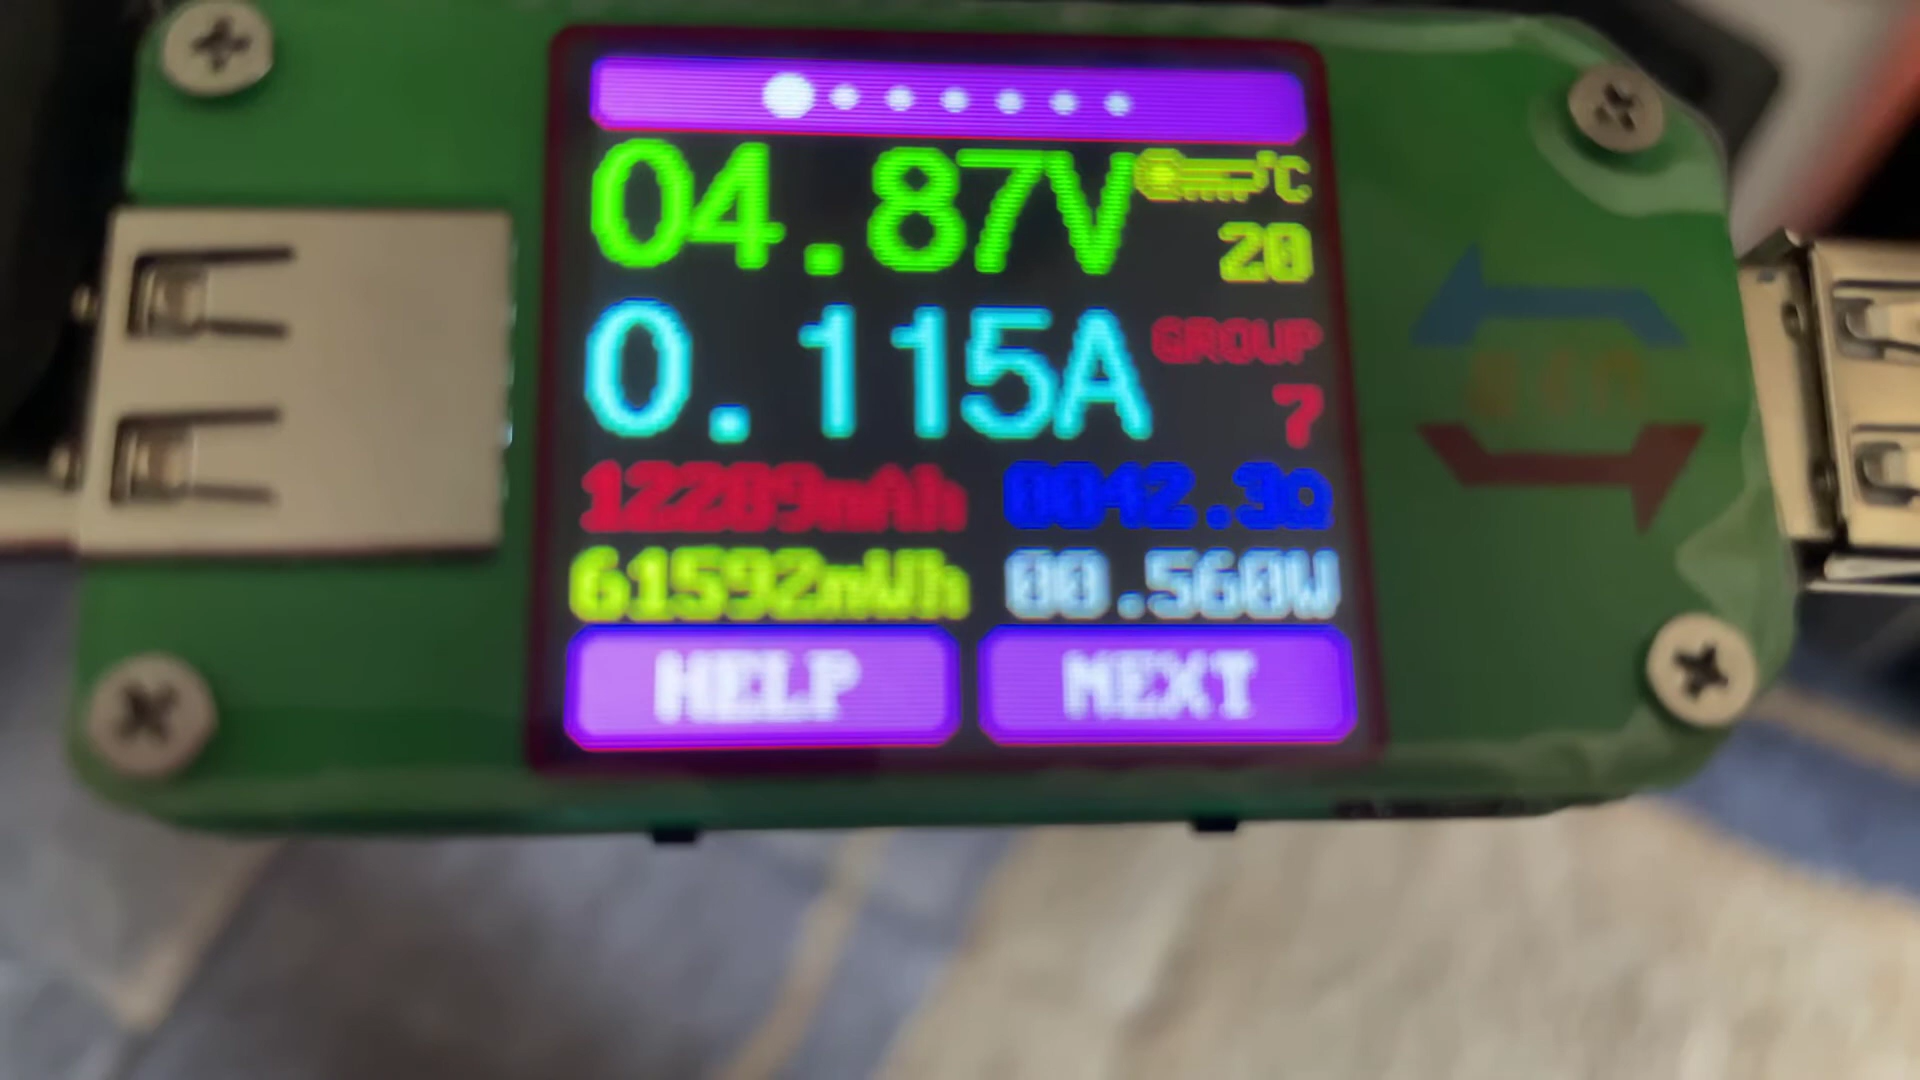 04.87V ℃
20
0.115A GROUP
7
12289mAh 0042.3Ω
61592mWh 00.560W
HELP NEXT